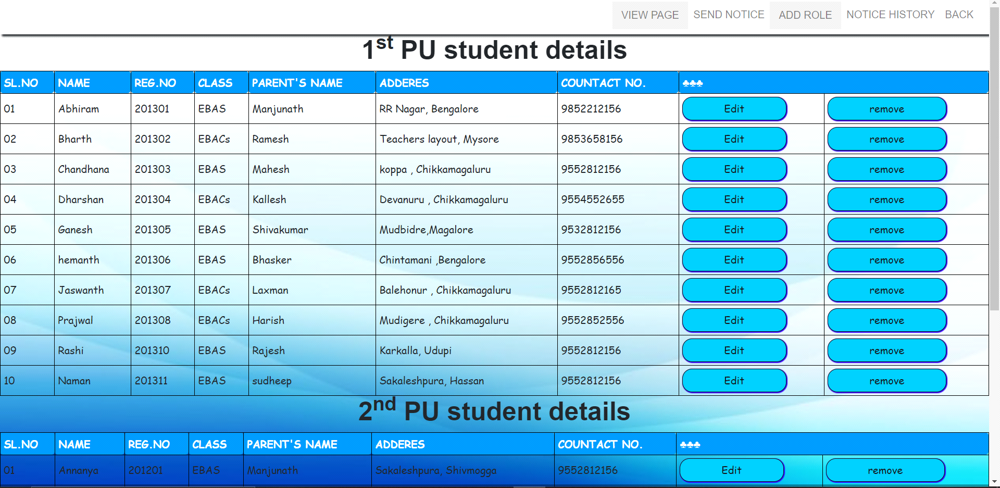 VIEW PAGE SEND NOTICE ADD ROLE NOTICE HISTORY BACK
1st PU student details
SL.NO NAME REG.NO CLASS PARENT'S NAME ADDERES COUNTACT NO. ♣♣♣
01 Abhiram 201301 EBAS Manjunath RR Nagar, Bengalore 9852212156 Edit remove
02 Bharth 201302 EBACs Ramesh Teachers layout, Mysore 9853658156 Edit remove
03 Chandhana 201303 EBAS Mahesh koppa , Chikkamagaluru 9552812156 Edit remove
04 Dharshan 201304 EBACs Kallesh Devanuru , Chikkamagaluru 9554552655 Edit remove
05 Ganesh 201305 EBAS Shivakumar Mudbidre,Magalore 9532812156 Edit remove
06 hemanth 201306 EBAS Bhasker Chintamani ,Bengalore 9552856556 Edit remove
07 Jaswanth 201307 EBACs Laxman Balehonur , Chikkamagaluru 9552812165 Edit remove
08 Prajwal 201308 EBACs Harish Mudigere , Chikkamagaluru 9552852556 Edit remove
09 Rashi 201310 EBAS Rajesh Karkalla, Udupi 9552812156 Edit remove
10 Naman 201311 EBAS sudheep Sakaleshpura, Hassan 9552812156 Edit remove
2nd PU student details
SL.NO NAME REG.NO CLASS PARENT'S NAME ADDERES COUNTACT NO. ♣♣♣
01 Annanya 201201 EBAS Manjunath Sakaleshpura, Shivmogga 9552812156 Edit remove